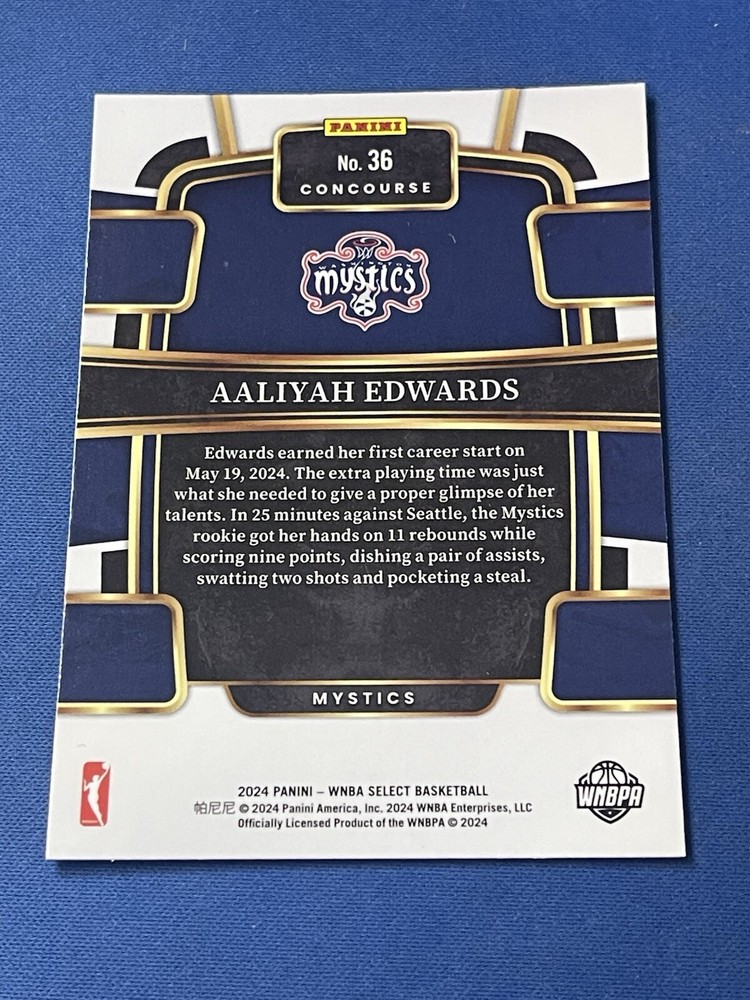 PANINI
No. 36
CONCOURSE
WASHINGTON
mystics
AALIYAH EDWARDS
Edwards earned her first career start on
May 19, 2024. The extra playing time was just
what she needed to give a proper glimpse of her
talents. In 25 minutes against Seattle, the Mystics
rookie got her hands on 11 rebounds while
scoring nine points, dishing a pair of assists,
swatting two shots and pocketing a steal.
MYSTICS
2024 PANINI – WNBA SELECT BASKETBALL
帕尼尼 © 2024 Panini America, Inc. 2024 WNBA Enterprises, LLC
Officially Licensed Product of the WNBPA © 2024
WNBPA